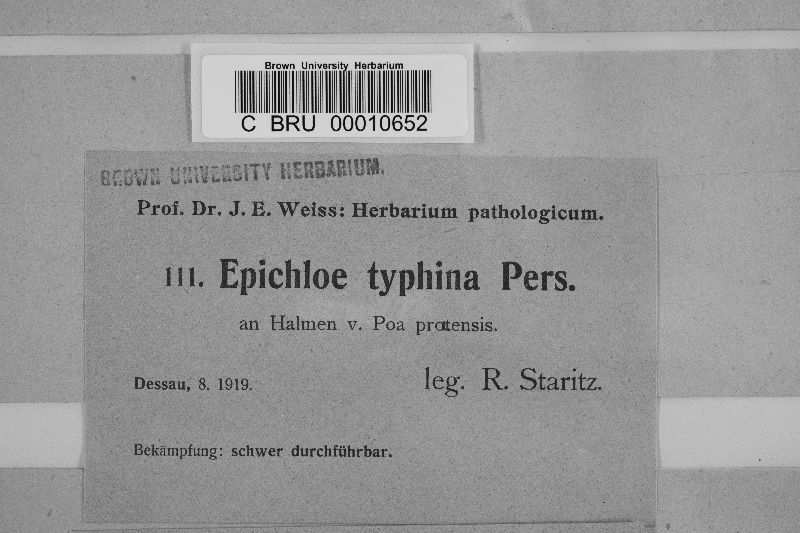 Brown University Herbarium
C BRU 00010652
BROWN UNIVERSITY HERBARIUM.
Prof. Dr. J. E. Weiss: Herbarium pathologicum.
111. Epichloe typhina Pers.
an Halmen v. Poa pratensis.
Dessau, 8. 1919.
leg. R. Staritz.
Bekämpfung: schwer durchführbar.